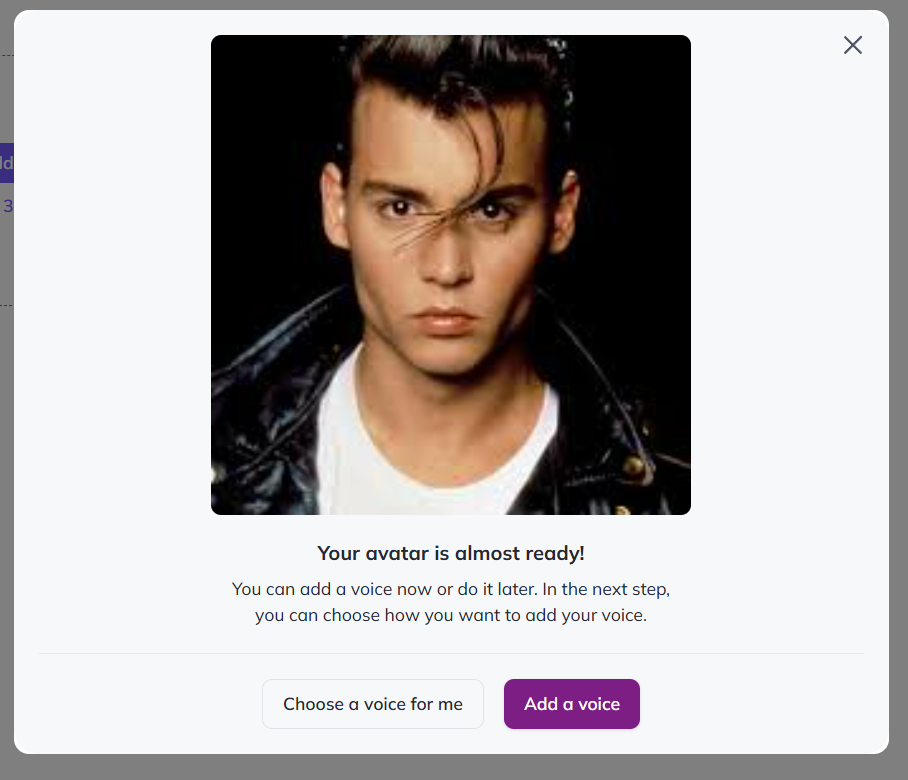 ld
3
Your avatar is almost ready!
You can add a voice now or do it later. In the next step,
you can choose how you want to add your voice.
Choose a voice for me
Add a voice